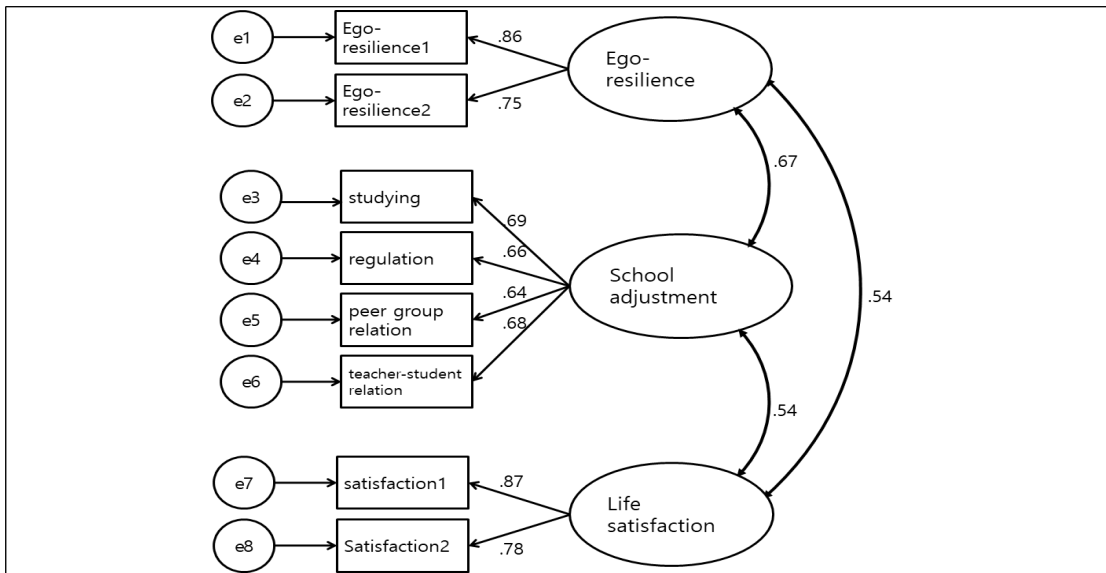 e1
Ego-
resilience1
.86
Ego-
resilience
e2
Ego-
resilience2
.75
.67
e3
studying
.69
e4
regulation
.66
School
adjustment
e5
peer group
relation
.64
.54
e6
teacher-student
relation
.68
.54
e7
satisfaction1
.87
Life
satisfaction
e8
Satisfaction2
.78